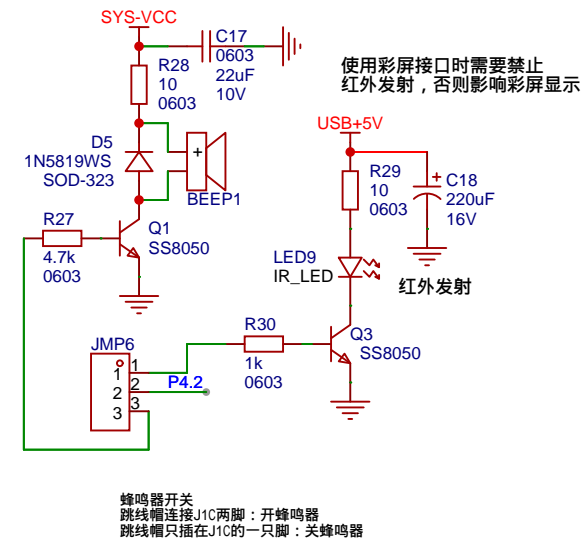 SYS-VCC
C17
0603
22uF
10V
R28
10
0603
使用彩屏接口时需要禁止
红外发射，否则影响彩屏显示
USB+5V
D5
1N5819WS
SOD-323
+
BEEP1
R29
10
0603
+
C18
220uF
16V
R27
4.7k
0603
Q1
SS8050
LED9
IR_LED
红外发射
JMP6
1
1
2
2
3
3
P4.2
R30
1k
0603
Q3
SS8050
蜂鸣器开关
跳线帽连接J1C两脚：开蜂鸣器
跳线帽只插在J1C的一只脚：关蜂鸣器